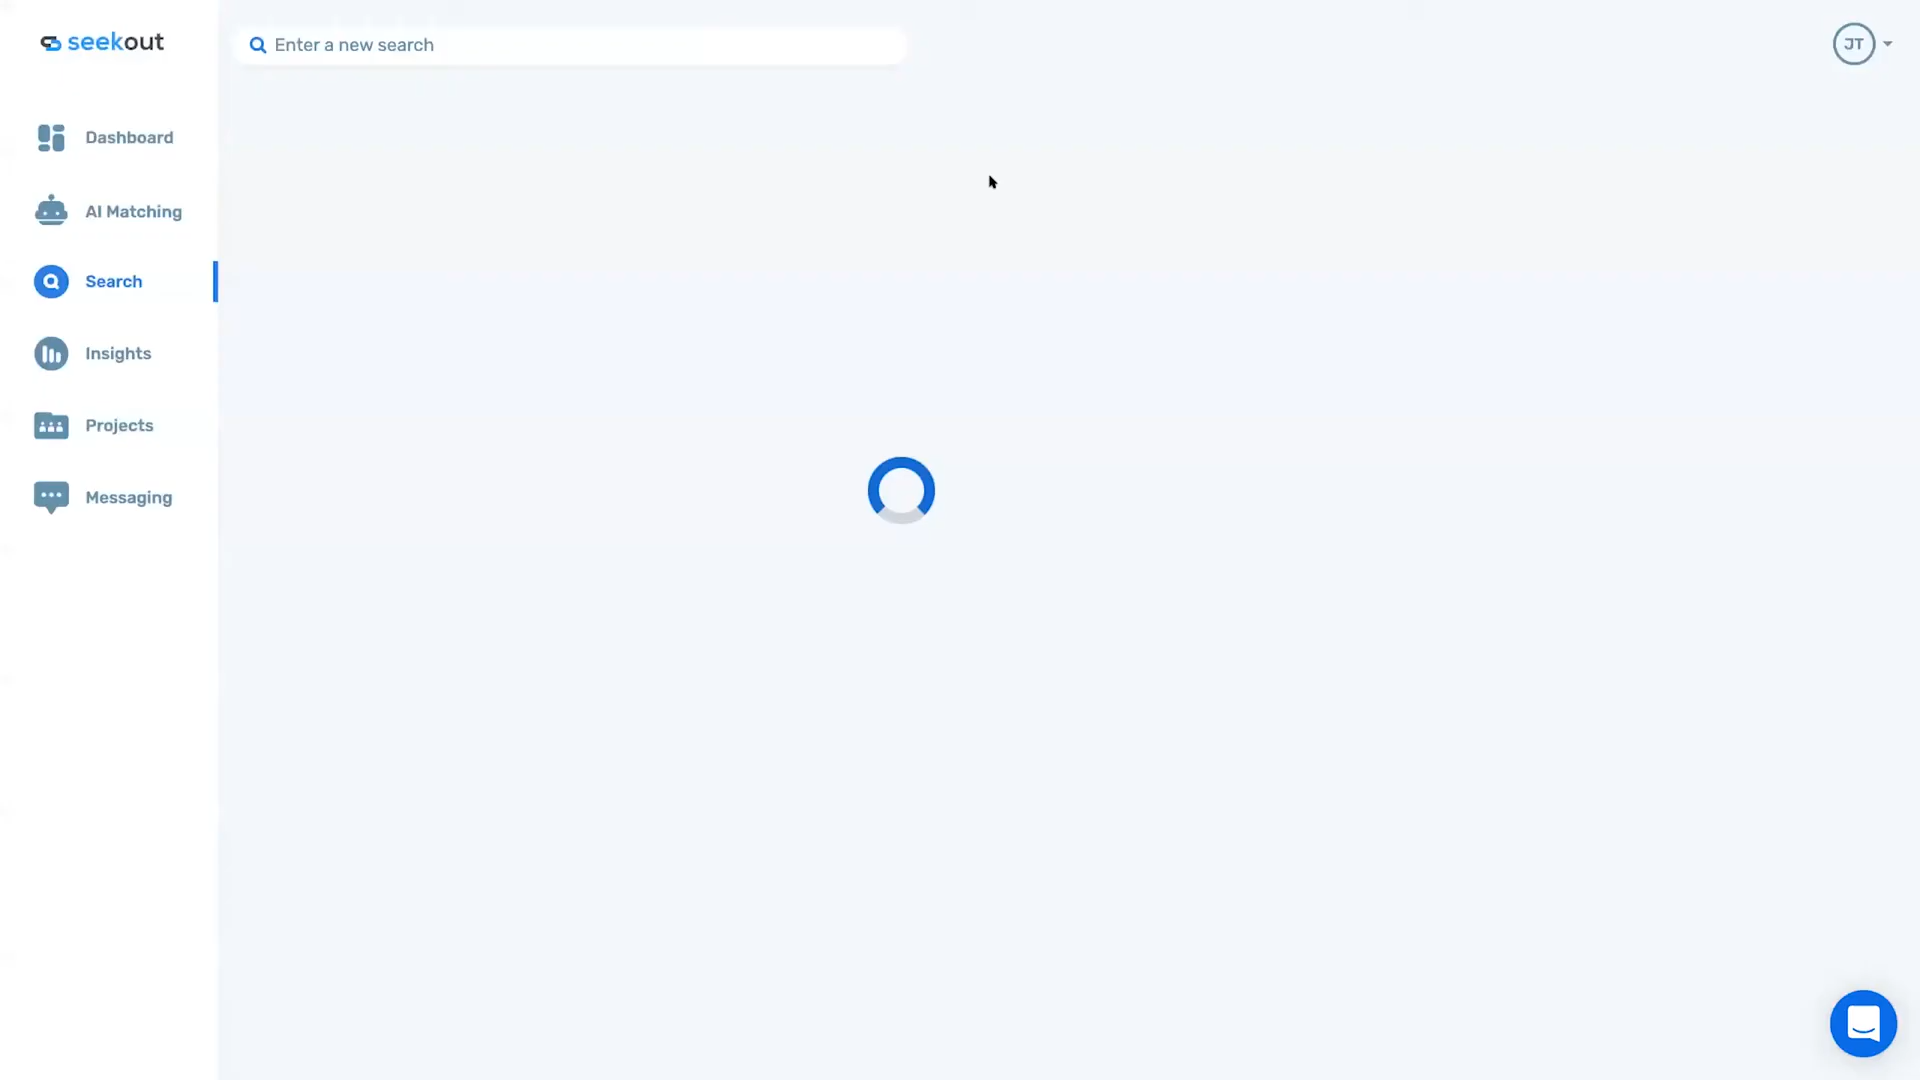 seekout
Enter a new search
JT
Dashboard
AI Matching
Search
Insights
Projects
Messaging